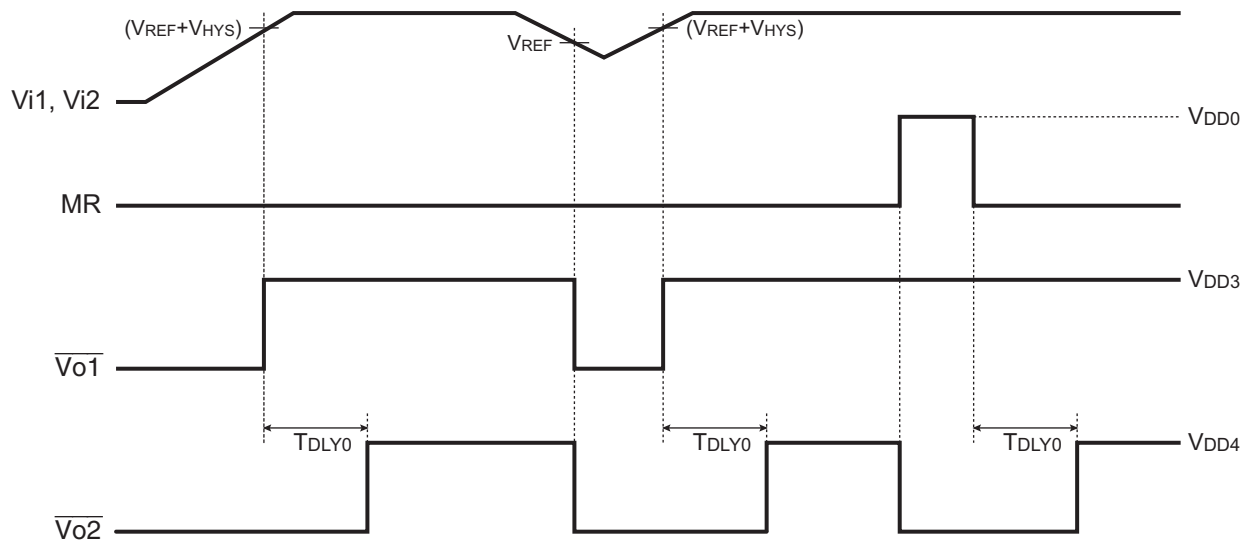 (VREF+VHYS)
VREF
(VREF+VHYS)
Vi1, Vi2
VDD0
MR
VDD3
Vo1
TDLY0
TDLY0
TDLY0
VDD4
Vo2